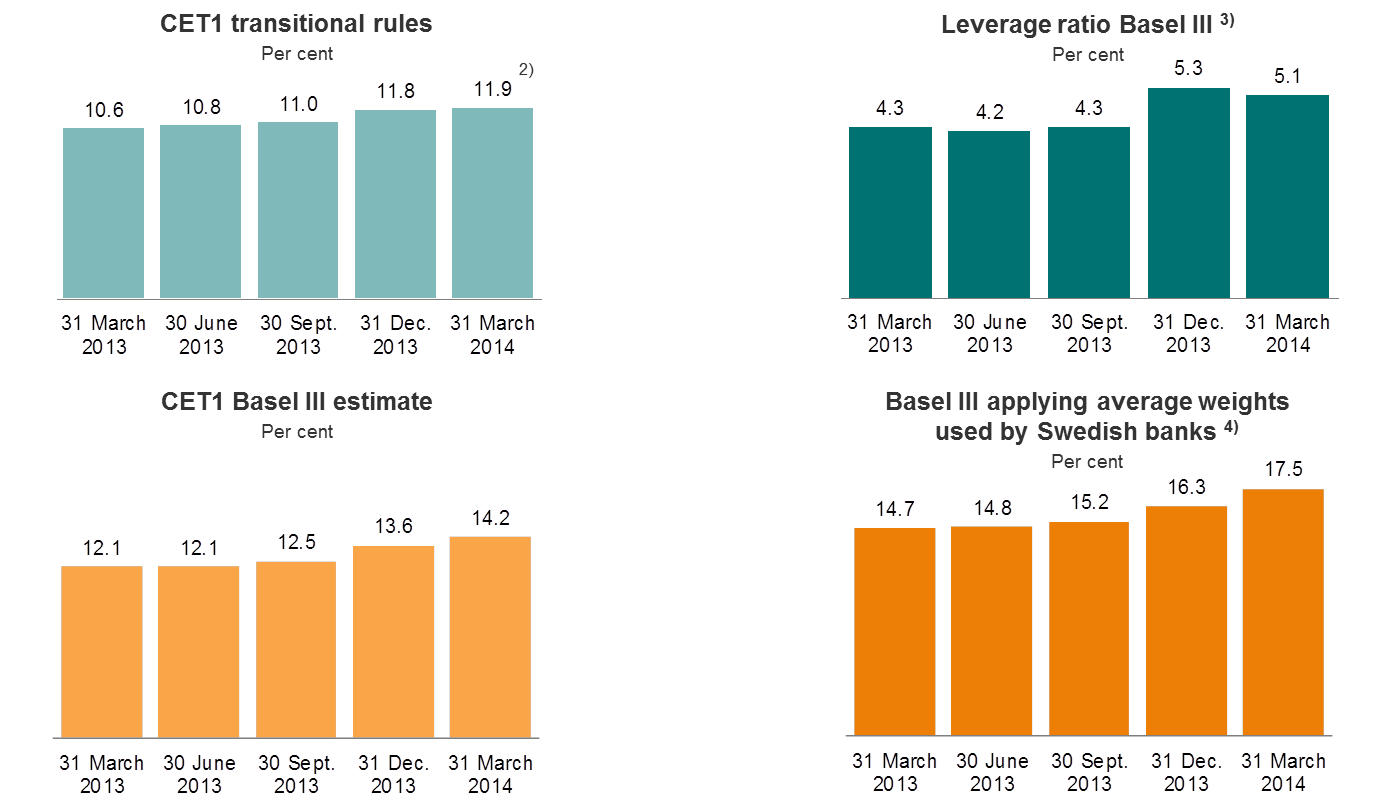 CET1 transitional rules
Per cent
2)
10.6 10.8 11.0 11.8 11.9
31 March 30 June 30 Sept. 31 Dec. 31 March
2013 2013 2013 2013 2014
Leverage ratio Basel III 3)
Per cent
4.3 4.2 4.3 5.3 5.1
31 March 30 June 30 Sept. 31 Dec. 31 March
2013 2013 2013 2013 2014
CET1 Basel III estimate
Per cent
12.1 12.1 12.5 13.6 14.2
31 March 30 June 30 Sept. 31 Dec. 31 March
2013 2013 2013 2013 2014
Basel III applying average weights
used by Swedish banks 4)
Per cent
14.7 14.8 15.2 16.3 17.5
31 March 30 June 30 Sept. 31 Dec. 31 March
2013 2013 2013 2013 2014